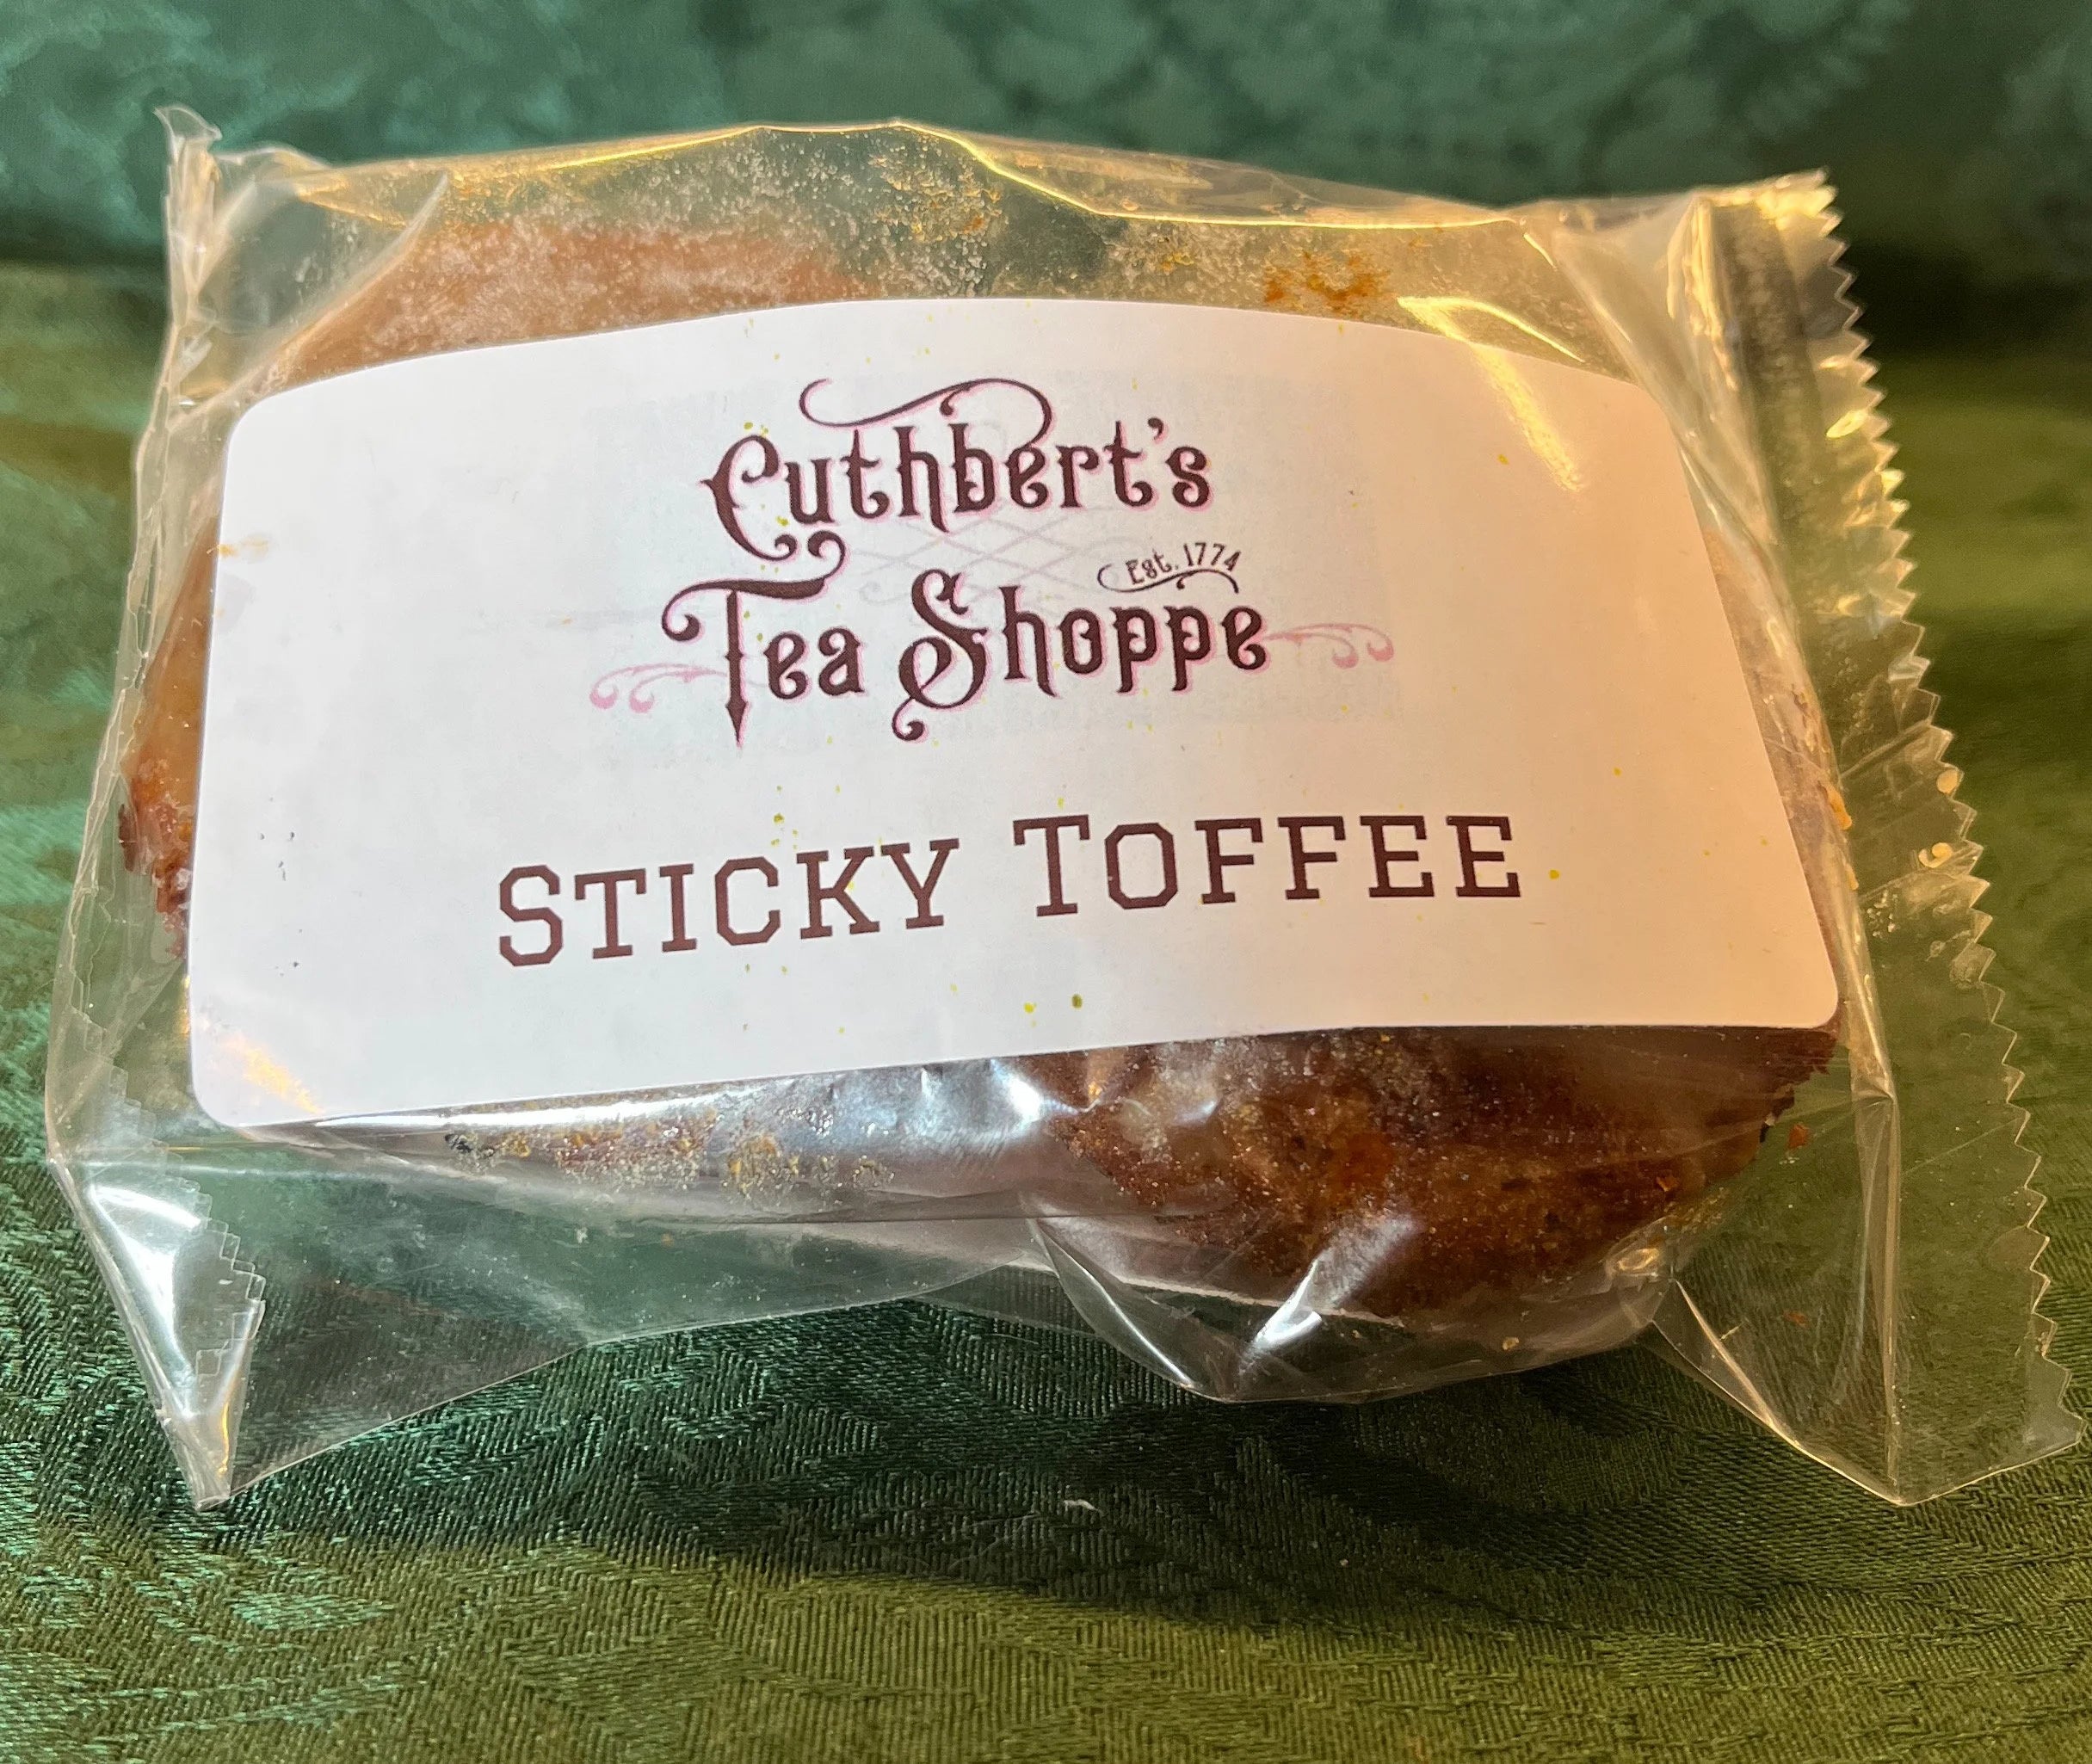 Cuthbert's
Est. 1774
Tea Shoppe
STICKY TOFFEE